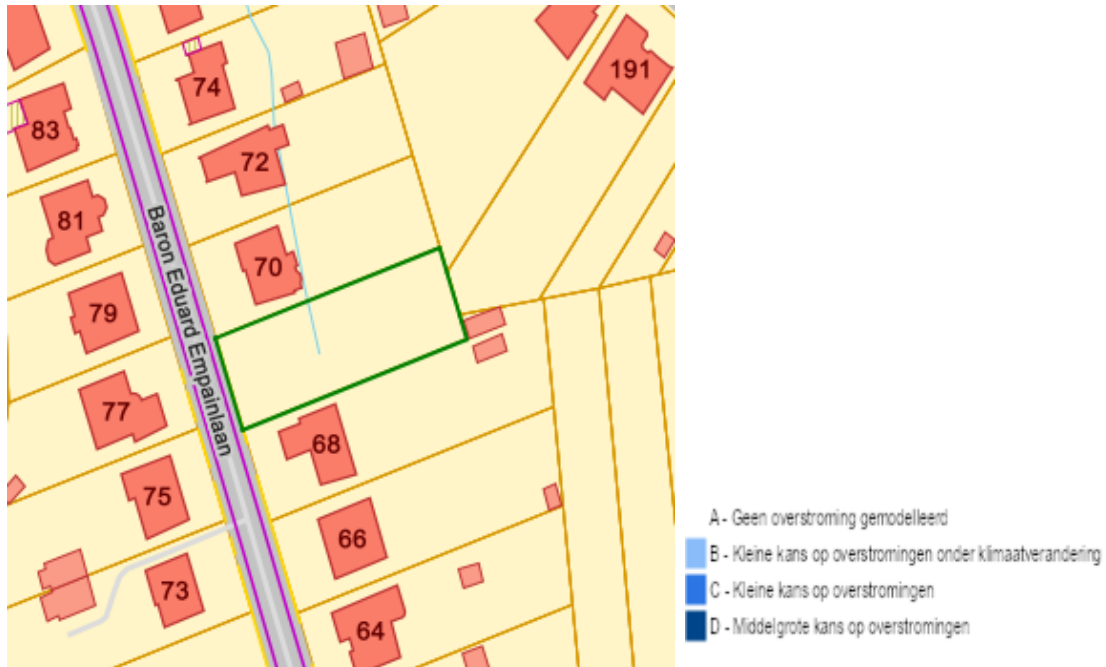 191
74
83
72
81
70
79
Baron Eduard Empainlaan
77
68
75
66
73
64
A - Geen overstroming gemodelleerd
B - Kleine kans op overstromingen onder klimaatverandering
C - Kleine kans op overstromingen
D - Middelgrote kans op overstromingen